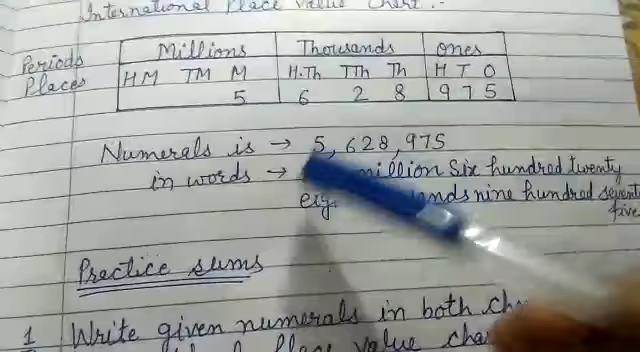 International Place Value Chart :-
Periods Millions Thousands Ones
Places HM TM M H.Th TTh Th H T O
5 6 2 8 9 7 5
Numerals is → 5,628,975
in words → million Six hundred twenty
nine hundred seventy
five
Practice sums
1 Write given numerals in both
Place value